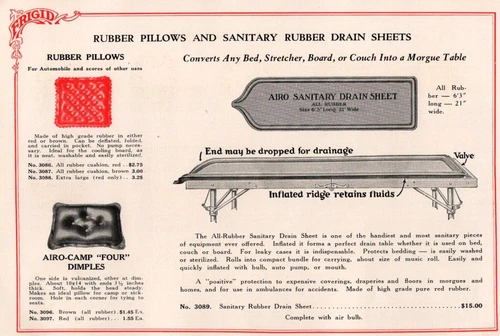 FRIGID
RUBBER PILLOWS AND SANITARY RUBBER DRAIN SHEETS
RUBBER PILLOWS
For Automobile and scores of other uses
Made of high grade rubber in either
red or brown. Can be deflated, folded,
and carried in pocket. No pump neces-
sary. Ideal for the cooling board, as
it is neat, washable and easily sterilized.
No. 3086. All rubber cushion, red - $2.75
No. 3087. All rubber cushion, brown 3.00
No. 3088. Extra large (red only) .. 3.25
AIRO-CAMP "FOUR"
DIMPLES
One side is vulcanized, other at dim-
ples. About 10x14 with ends 3½ inches
thick. Soft, holds the head steady.
Makes an ideal pillow for camp or sick-
room. Hole in each corner for tying to
seats.
No. 3096. Brown (all rubber) $1.45 Ea.
No. 3097. Red (all rubber) 1.55 Ea.
Converts Any Bed, Stretcher, Board, or Couch Into a Morgue Table
AIRO SANITARY DRAIN SHEET
ALL RUBBER
Size 6'3" Long 21" Wide
All Rub-
ber — 6'3"
long — 21"
wide.
End may be dropped for drainage
Valve
Inflated ridge retains fluids
The All-Rubber Sanitary Drain Sheet is one of the handiest and most sanitary pieces
of equipment ever offered. Inflated it forms a perfect drain table whether it is used on bed,
couch or board. For leaky cases it is indispensable. Protects bedding — is easily washed
or sterilized. Rolls into compact bundle for carrying, about size of music roll. Easily and
quickly inflated with bulb, auto pump, or mouth.
A "positive" protection to expensive coverings, draperies and floors in morgues and
homes, and for use in ambulances for accidents. Made of high grade pure red rubber.
No. 3089. Sanitary Rubber Drain Sheet $15.00
Complete with air bulb.